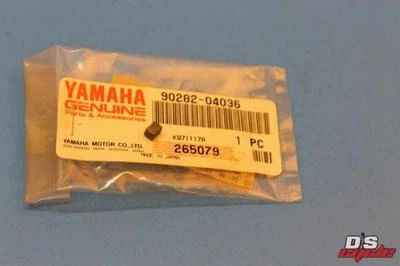 YAMAHA
GENUINE
Parts & Accessories
90282-04036
K971117A
1 PC
YAMAHA MOTOR CO.,LTD.
265079
MADE IN JAPAN
D'S
cycle